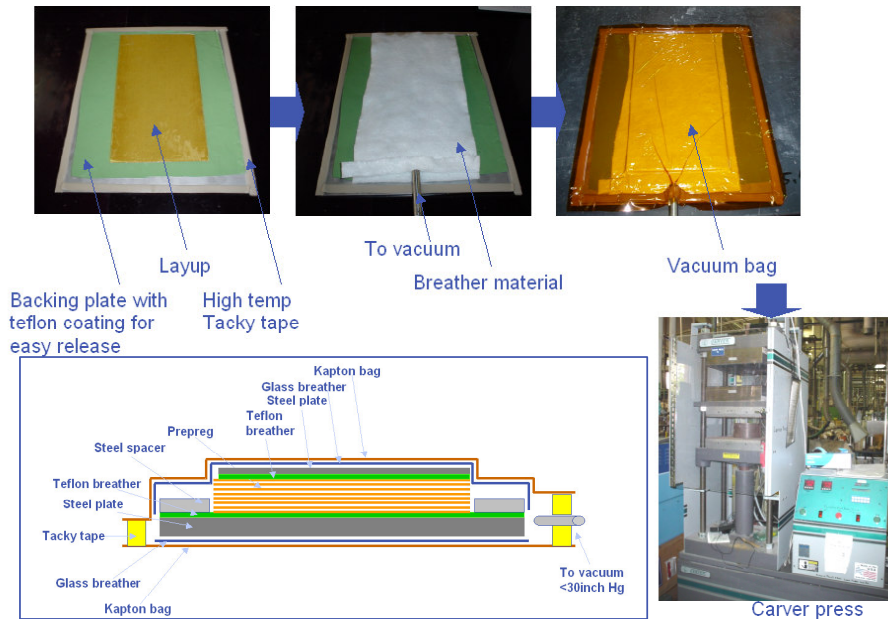 Layup
To vacuum
Breather material
Vacuum bag
Backing plate with
teflon coating for
easy release
High temp
Tacky tape
Kapton bag
Glass breather
Steel plate
Teflon
breather
Prepreg
Steel spacer
Teflon breather
Steel plate
Tacky tape
Glass breather
Kapton bag
To vacuum
<30inch Hg
Carver press